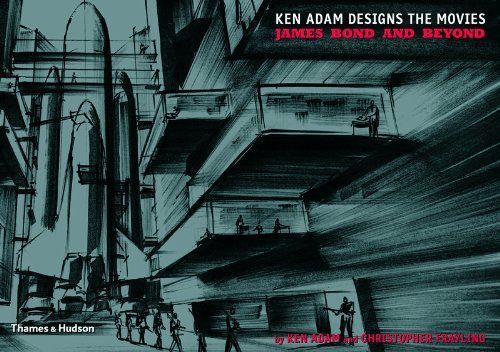 KEN ADAM DESIGNS THE MOVIES
JAMES BOND AND BEYOND
Thames & Hudson
by KEN ADAM and CHRISTOPHER FRAYLING